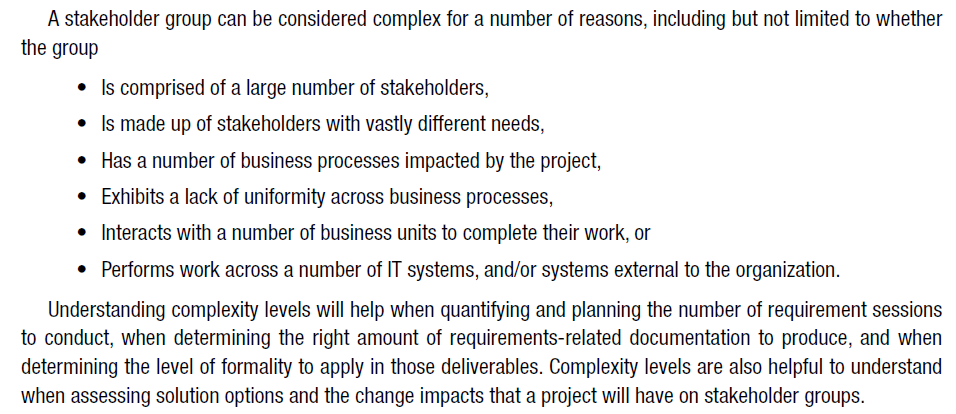 A stakeholder group can be considered complex for a number of reasons, including but not limited to whether
the group
• Is comprised of a large number of stakeholders,
• Is made up of stakeholders with vastly different needs,
• Has a number of business processes impacted by the project,
• Exhibits a lack of uniformity across business processes,
• Interacts with a number of business units to complete their work, or
• Performs work across a number of IT systems, and/or systems external to the organization.
Understanding complexity levels will help when quantifying and planning the number of requirement sessions
to conduct, when determining the right amount of requirements-related documentation to produce, and when
determining the level of formality to apply in those deliverables. Complexity levels are also helpful to understand
when assessing solution options and the change impacts that a project will have on stakeholder groups.